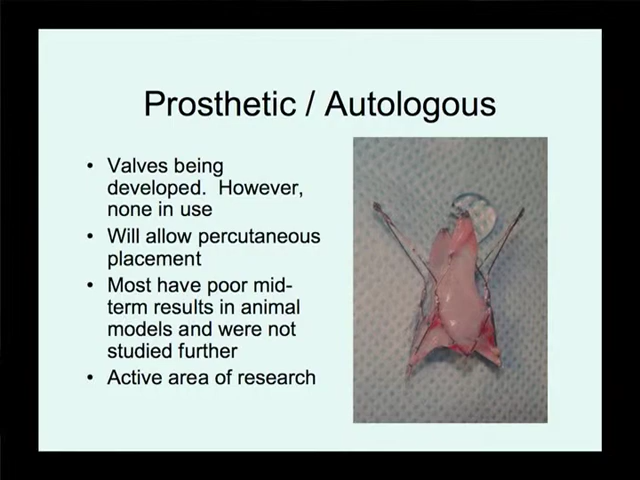 Prosthetic / Autologous
• Valves being
developed.  However,
none in use
• Will allow percutaneous
placement
• Most have poor mid-
term results in animal
models and were not
studied further
• Active area of research